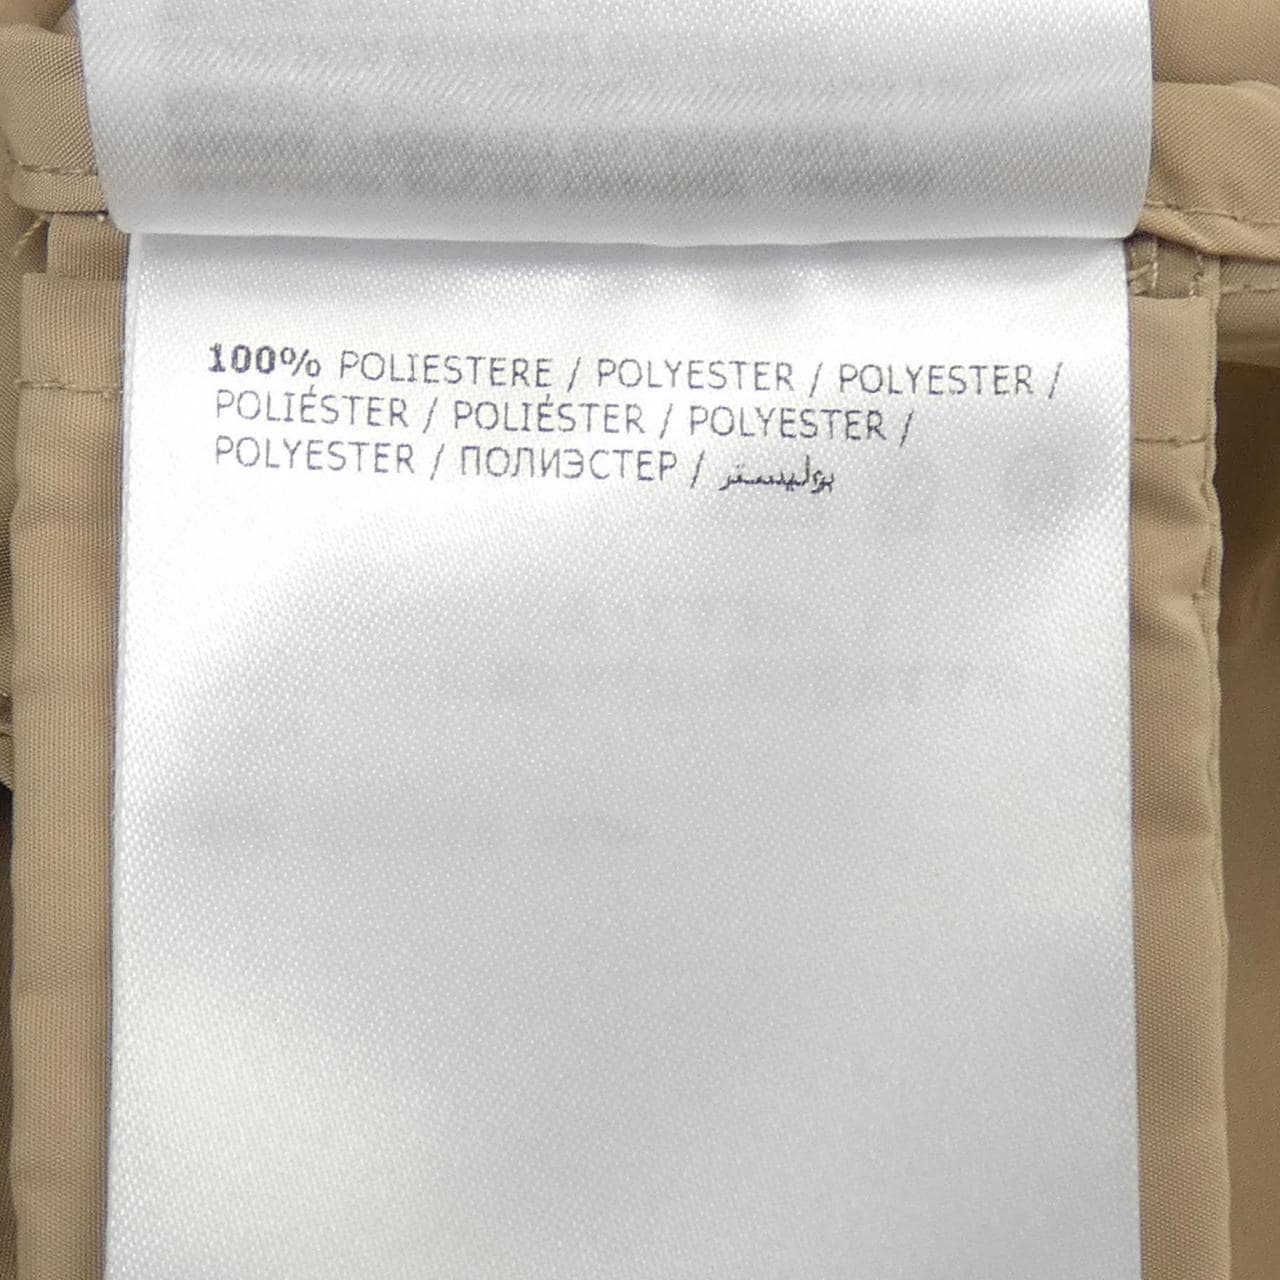 100% POLIESTERE / POLYESTER / POLYESTER /
POLIÉSTER / POLIÉSTER / POLYESTER /
POLYESTER / ПОЛИЭСТЕР / بوليستر